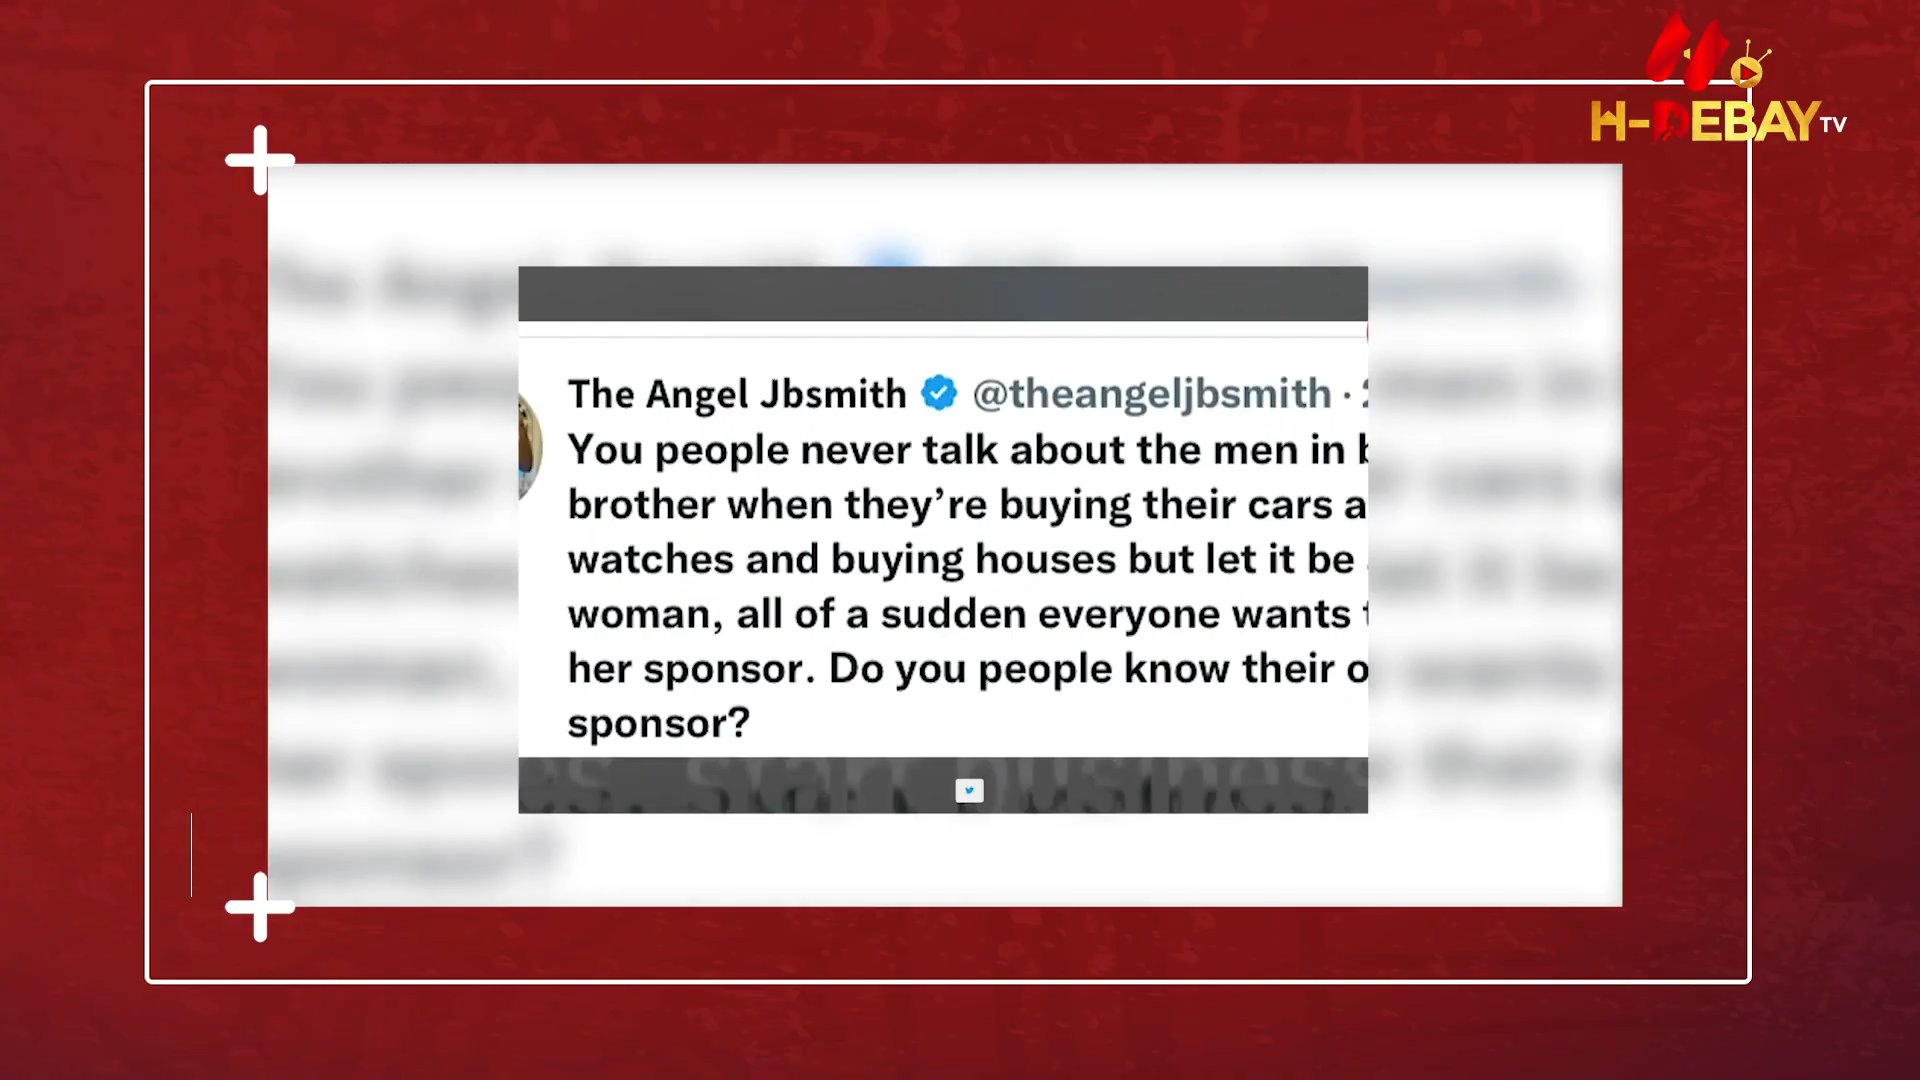 H-DEBAY TV
The Angel Jbsmith @theangeljbsmith ·
You people never talk about the men in
brother when they’re buying their cars
watches and buying houses but let it be
woman, all of a sudden everyone wants
her sponsor. Do you people know their
sponsor?
business